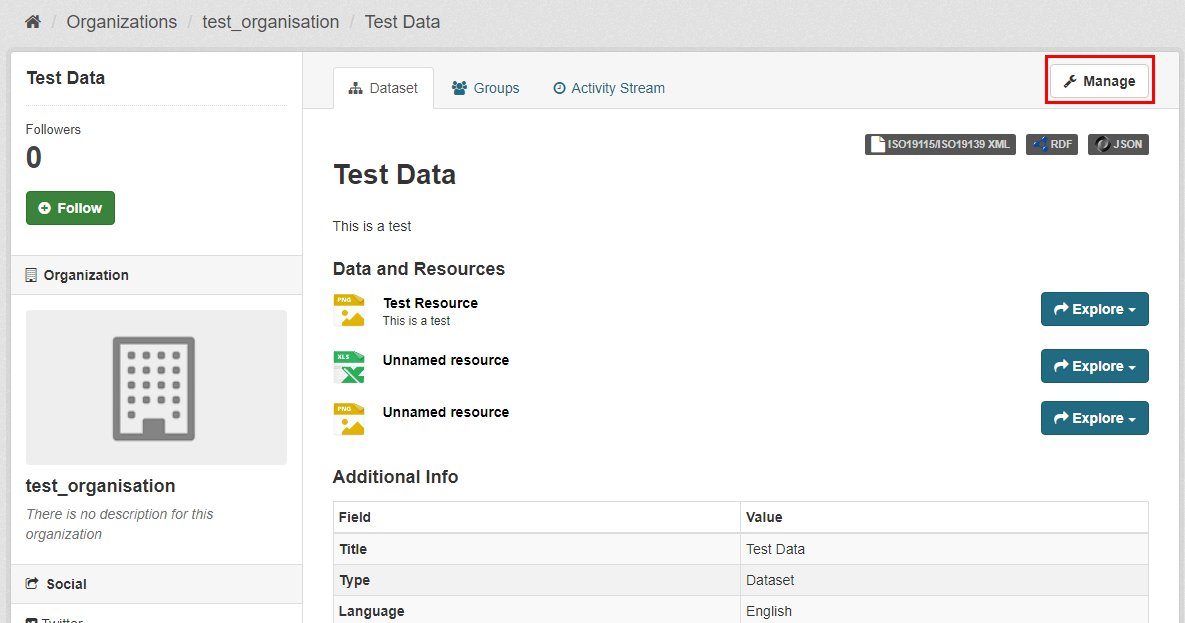 / Organizations / test_organisation / Test Data
Test Data
Followers
0
Follow
Organization
test_organisation
There is no description for this
organization
Social
Twitter
Dataset
Groups
Activity Stream
Manage
ISO19115/ISO19139 XML
RDF
JSON
Test Data
This is a test
Data and Resources
PNG
Test Resource
This is a test
Explore
XLS
Unnamed resource
Explore
PNG
Unnamed resource
Explore
Additional Info
Field Value
Title Test Data
Type Dataset
Language English